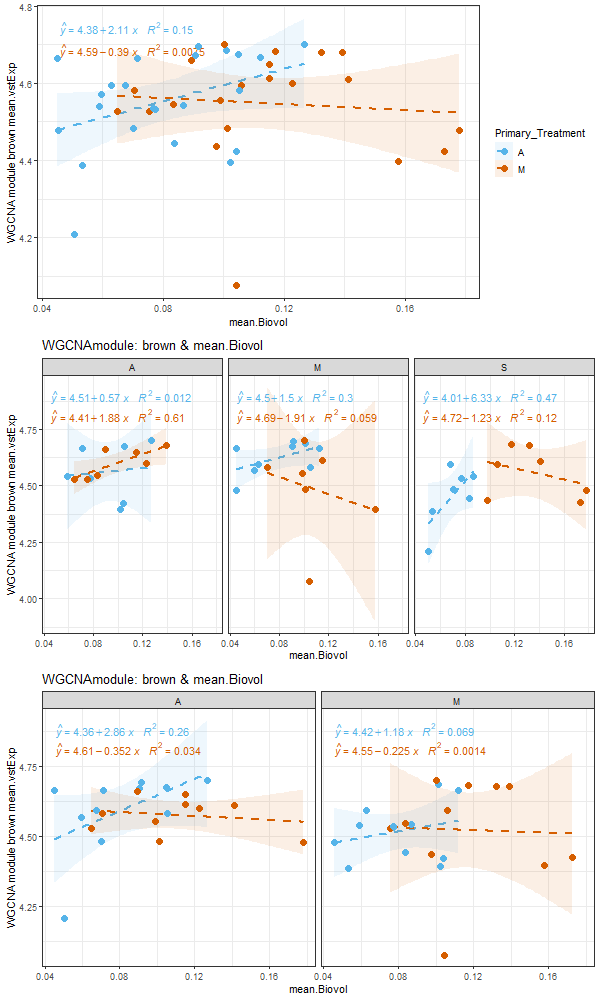 4.8
ŷ = 4.38 + 2.11 x R² = 0.15
ŷ = 4.59 − 0.39 x R² = 0.0025
4.6
4.4
4.2
WGCNA module brown mean.vstExp
0.04 0.08 0.12 0.16
mean.Biovol
Primary_Treatment
A
M
WGCNAmodule: brown & mean.Biovol
A M S
ŷ = 4.51 + 0.57 x R² = 0.012 ŷ = 4.5 + 1.5 x R² = 0.3 ŷ = 4.01 + 6.33 x R² = 0.47
ŷ = 4.41 + 1.88 x R² = 0.61 ŷ = 4.69 − 1.91 x R² = 0.059 ŷ = 4.72 − 1.23 x R² = 0.12
4.75
4.50
4.25
4.00
WGCNA module brown mean.vstExp
0.04 0.08 0.12 0.16 0.04 0.08 0.12 0.16 0.04 0.08 0.12 0.16
mean.Biovol
WGCNAmodule: brown & mean.Biovol
A M
ŷ = 4.36 + 2.86 x R² = 0.26 ŷ = 4.42 + 1.18 x R² = 0.069
ŷ = 4.61 − 0.352 x R² = 0.034 ŷ = 4.55 − 0.225 x R² = 0.0014
4.75
4.50
4.25
WGCNA module brown mean.vstExp
0.04 0.08 0.12 0.16 0.04 0.08 0.12 0.16
mean.Biovol